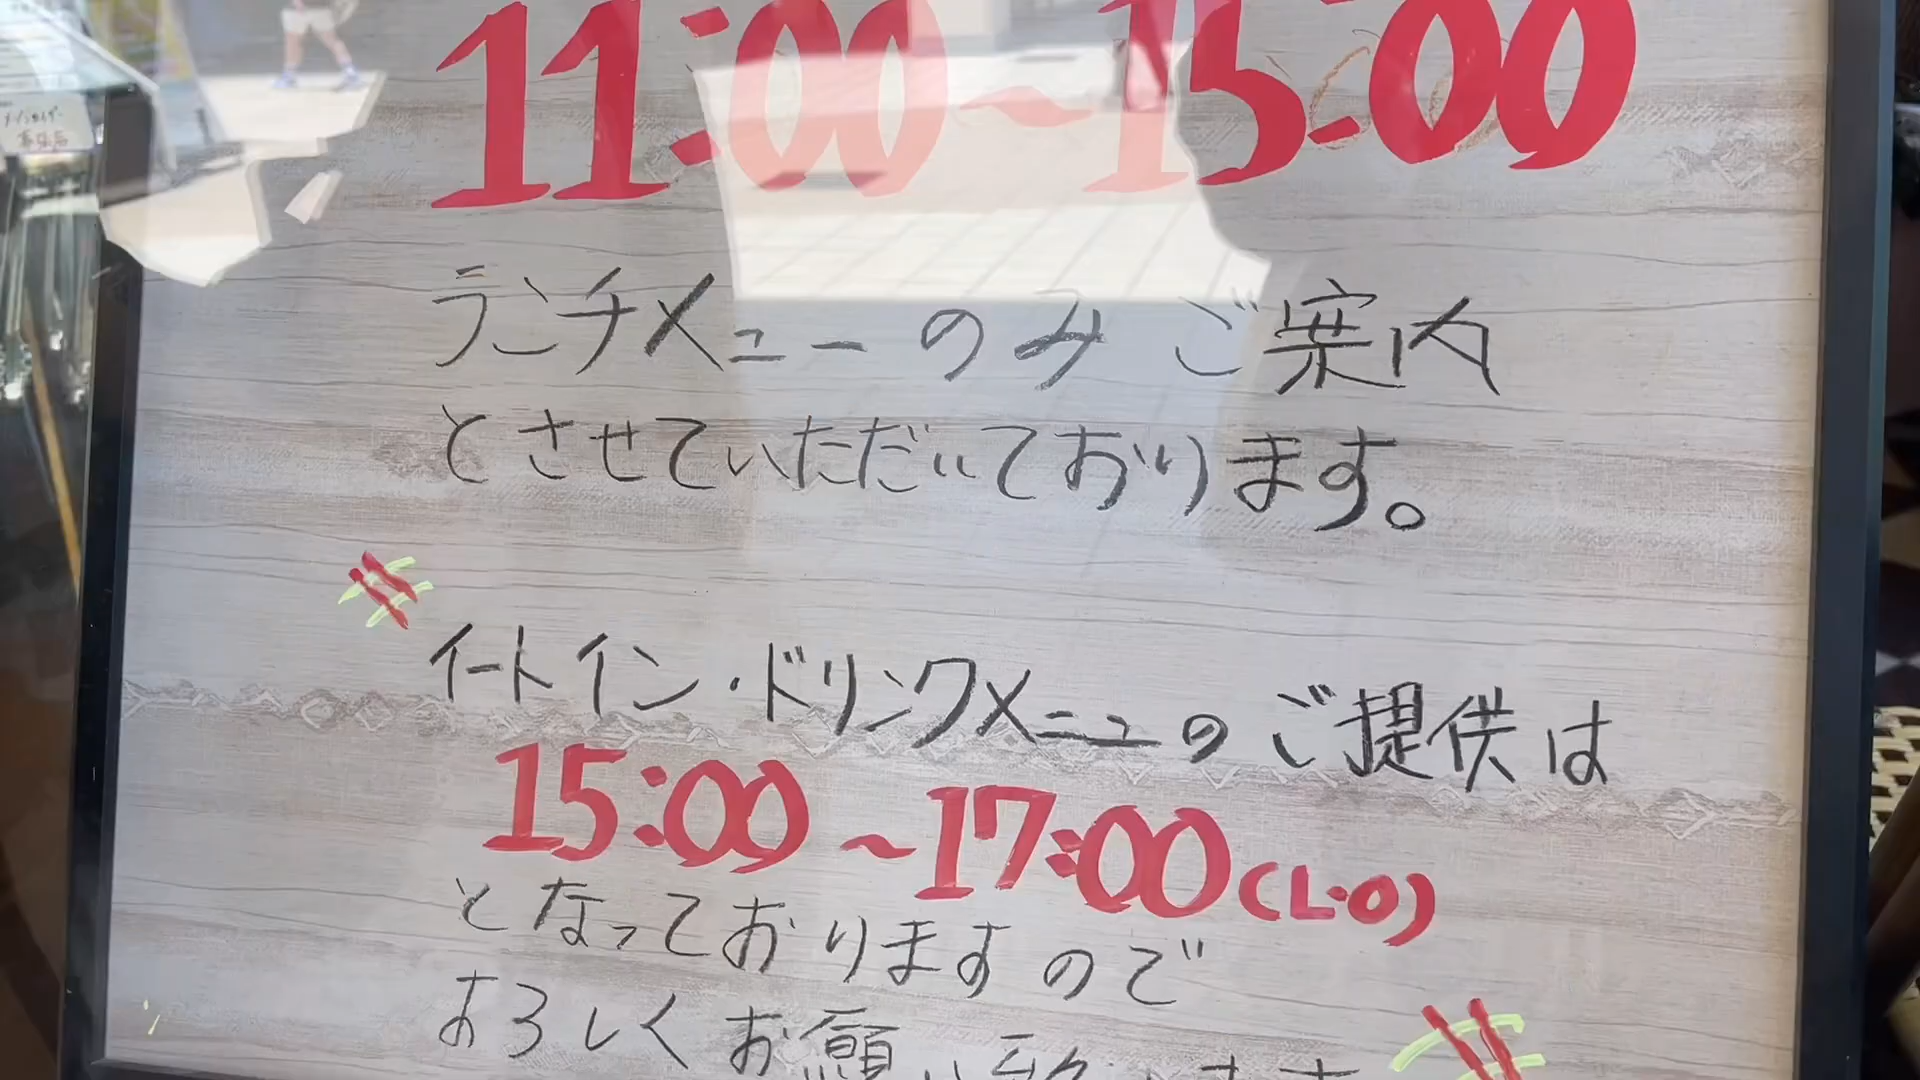 11:00～15:00
ランチメニューのみご案内
とさせていただいております。
イートイン・ドリンクメニューのご提供は
15:00～17:00(L・O)
となっておりますので
よろしくお願い致します